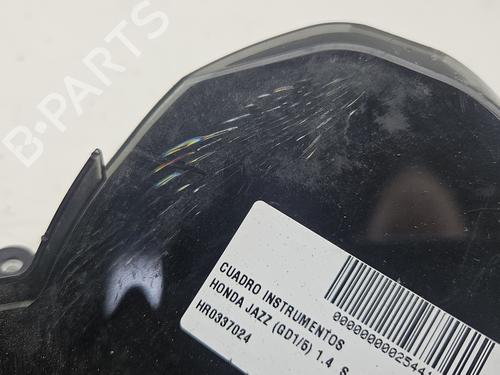 B-PARTS
CUADRO INSTRUMENTOS
HONDA JAZZ (GD1/5) 1.4 S
HR0337024